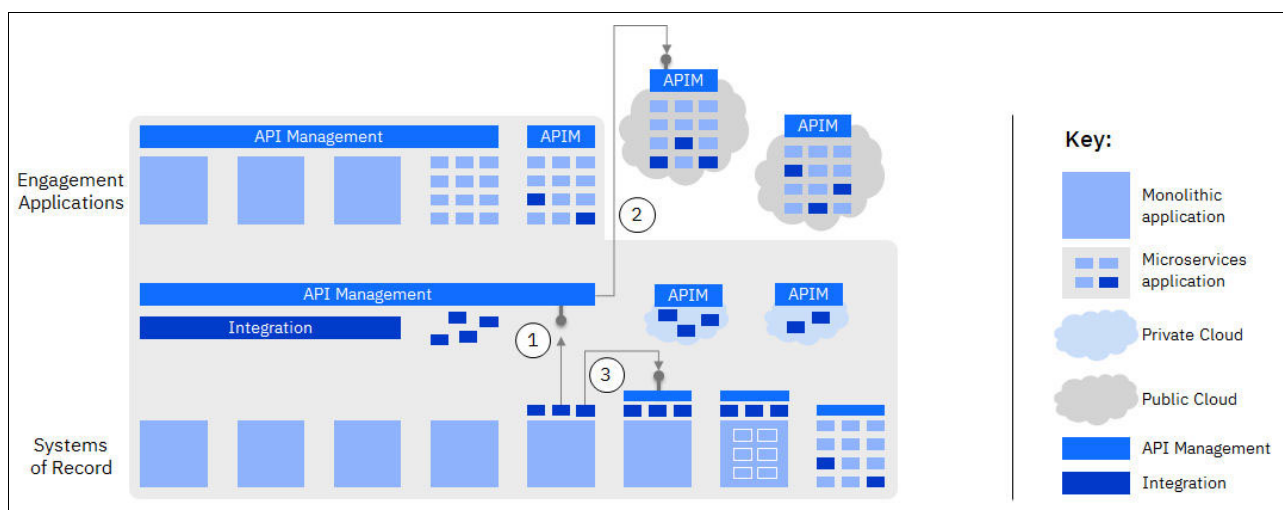 APIM
APIM
API Management
APIM
Engagement
Applications
2
API Management
APIM
APIM
Integration
1
3
Systems
of Record
Key:
Monolithic
application
Microservices
application
Private Cloud
Public Cloud
API Management
Integration